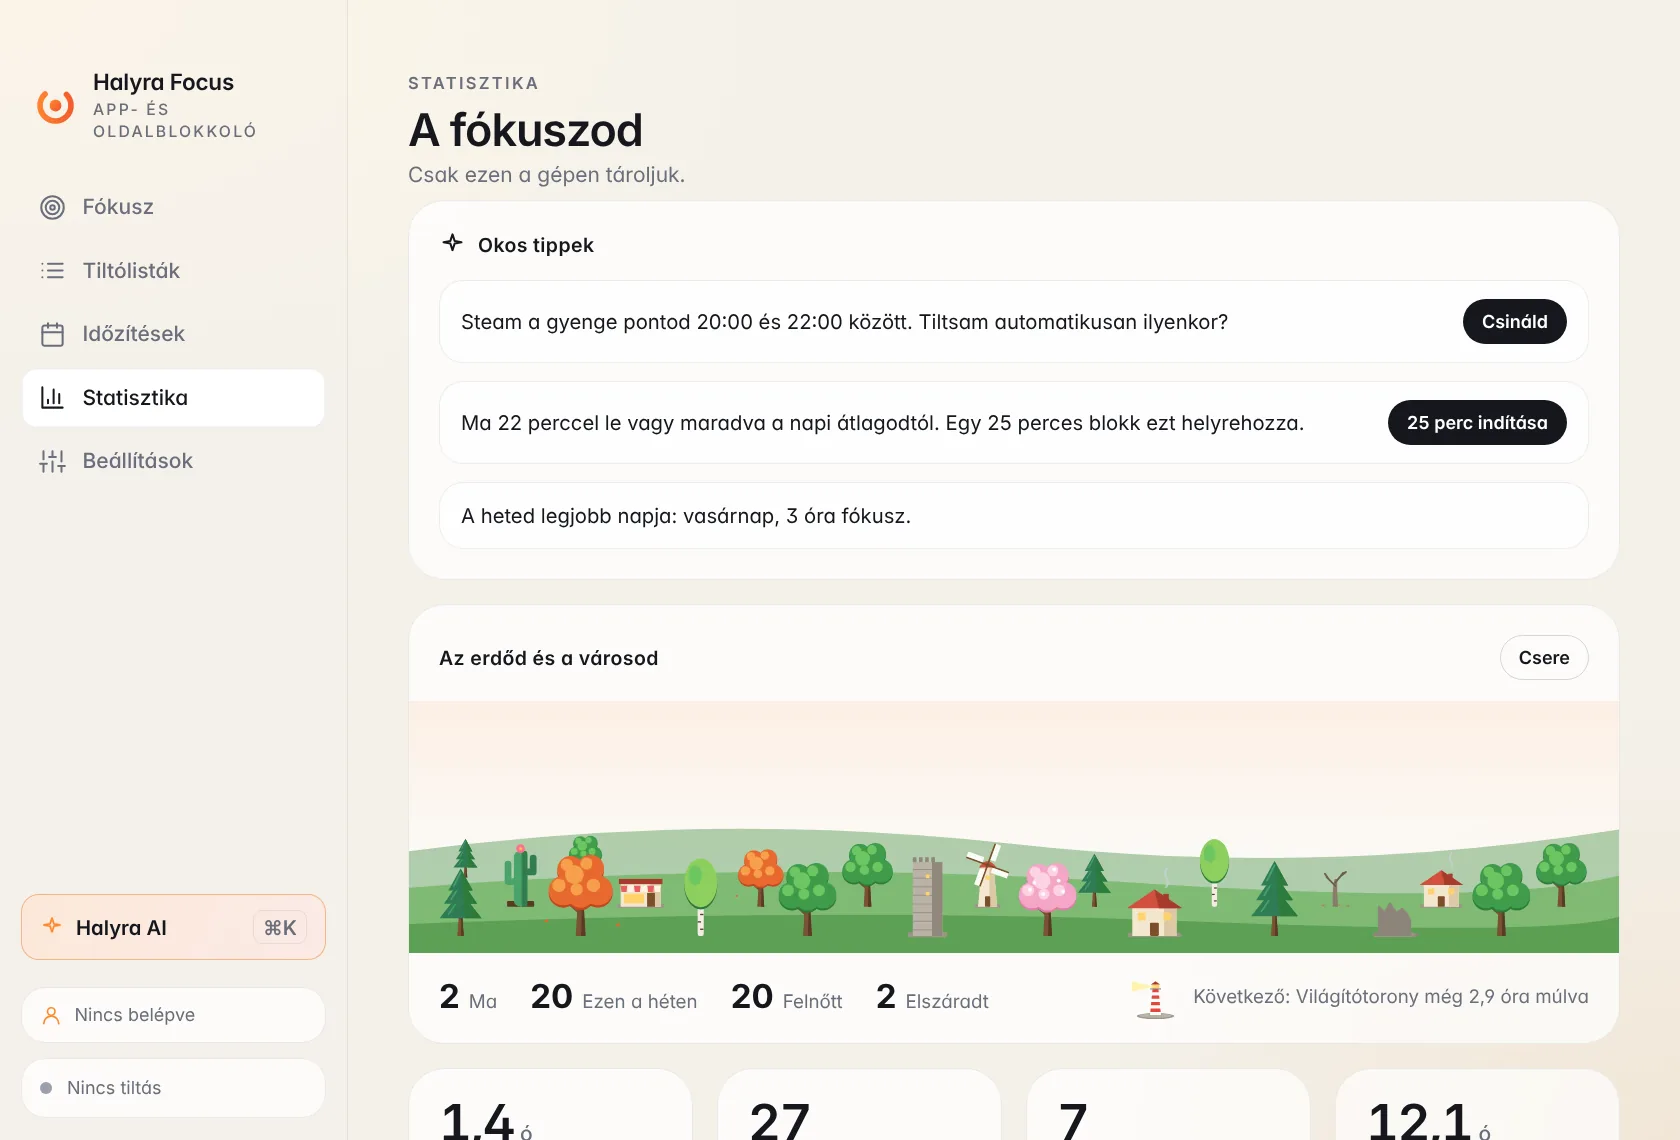 Halyra Focus
APP- ÉS
OLDALBLOKKOLÓ
Fókusz
Tiltólisták
Időzítések
Statisztika
Beállítások
Halyra AI
⌘K
Nincs belépve
Nincs tiltás
STATISZTIKA
A fókuszod
Csak ezen a gépen tároljuk.
Okos tippek
Steam a gyenge pontod 20:00 és 22:00 között. Tiltsam automatikusan ilyenkor?
Csináld
Ma 22 perccel le vagy maradva a napi átlagodtól. Egy 25 perces blokk ezt helyrehozza.
25 perc indítása
A heted legjobb napja: vasárnap, 3 óra fókusz.
Az erdőd és a városod
Csere
2 Ma
20 Ezen a héten
20 Felnőtt
2 Elszáradt
Következő: Világítótorony még 2,9 óra múlva
1,4 ó
27
7
12,1 ó